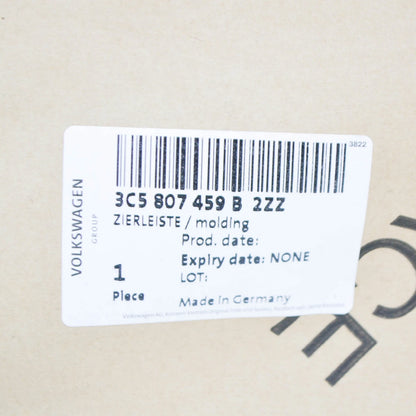 3822
VOLKSWAGEN
GROUP
3C5 807 459 B 2ZZ
ZIERLEISTE / molding
Prod. date:
Expiry date: NONE
1
LOT:
Piece
Made in Germany
ICE